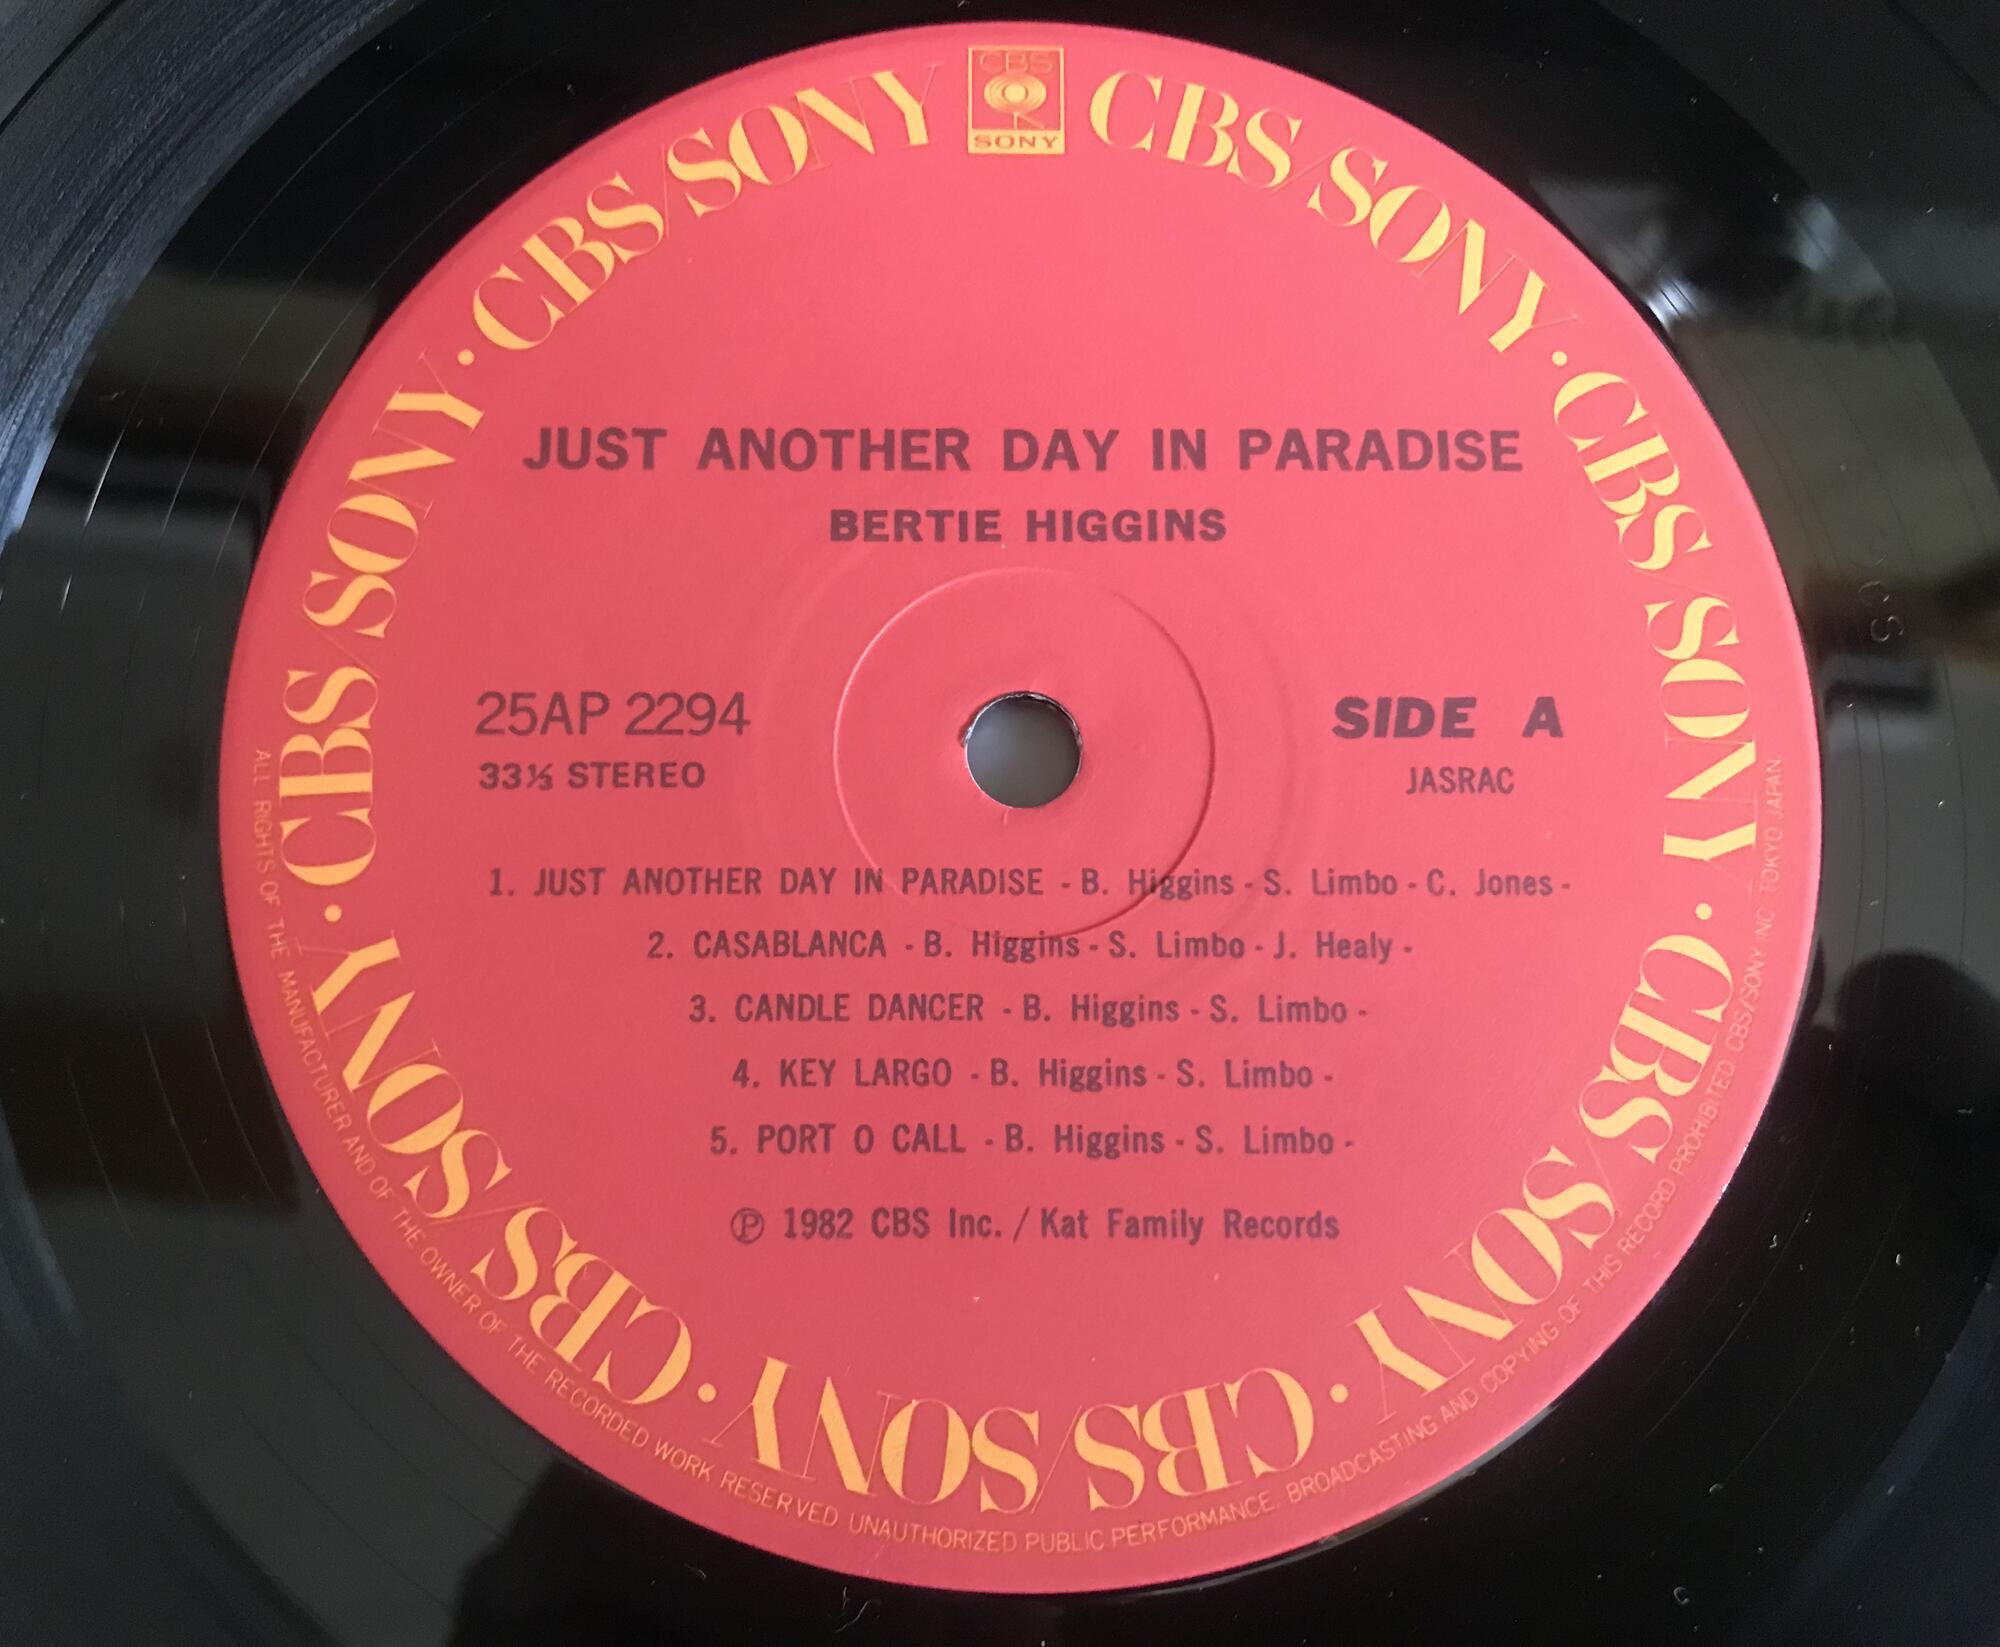 CBS
SONY
CBS/SONY · CBS/SONY · CBS/SONY · CBS/SONY · CBS/SONY · CBS/SONY · CBS/SONY
JUST ANOTHER DAY IN PARADISE
BERTIE HIGGINS
25AP 2294
SIDE A
33⅓ STEREO
JASRAC
1. JUST ANOTHER DAY IN PARADISE - B. Higgins - S. Limbo - C. Jones -
2. CASABLANCA - B. Higgins - S. Limbo - J. Healy -
3. CANDLE DANCER - B. Higgins - S. Limbo -
4. KEY LARGO - B. Higgins - S. Limbo -
5. PORT O CALL - B. Higgins - S. Limbo -
Ⓟ 1982 CBS Inc. / Kat Family Records
ALL RIGHTS OF THE MANUFACTURER AND OF THE OWNER OF THE RECORDED WORK RESERVED UNAUTHORIZED PUBLIC PERFORMANCE. BROADCASTING AND COPYING OF THIS RECORD PROHIBITED CBS/SONY INC. TOKYO JAPAN